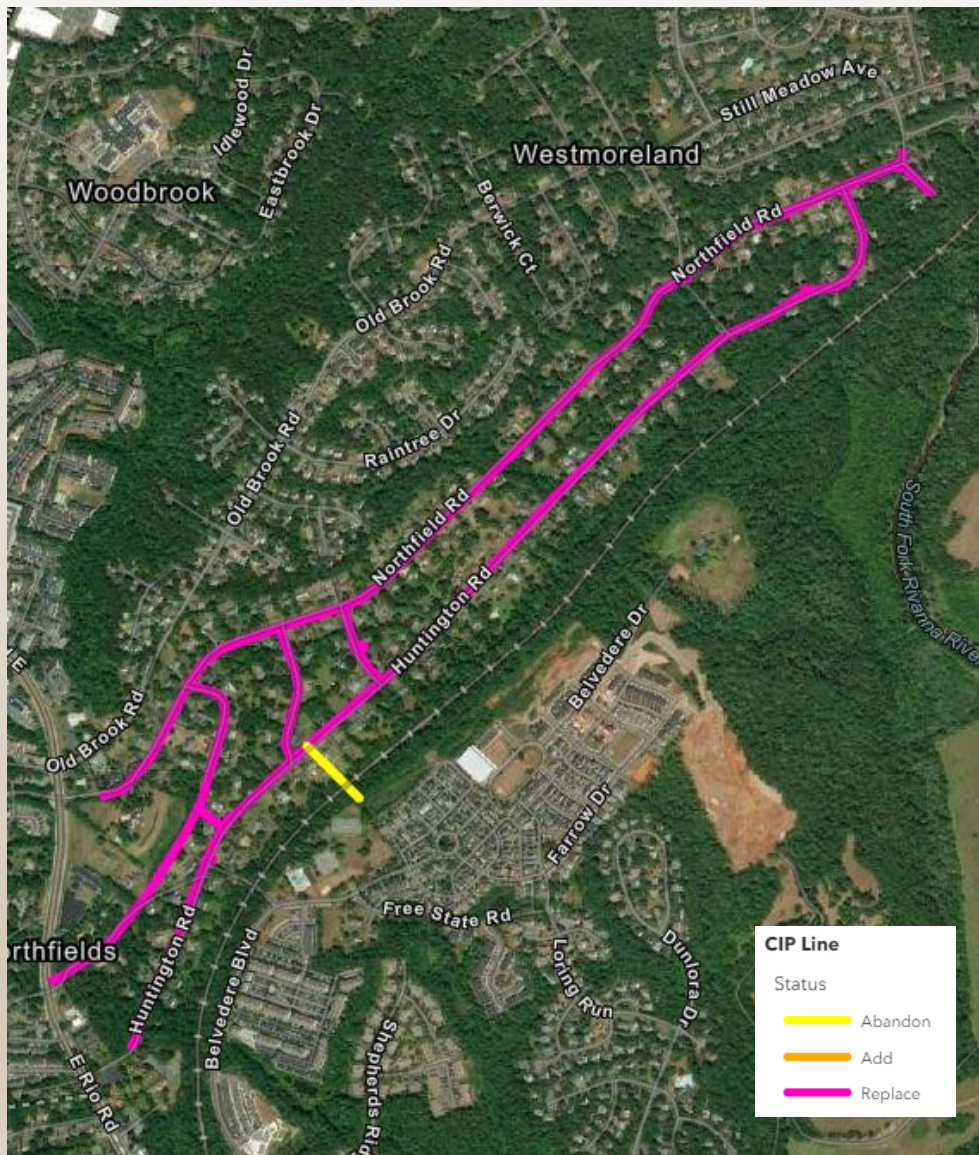 Idlewood Dr
Eastbrook Dr
Woodbrook
Still Meadow Ave
Westmoreland
Berwick Ct
Old Brook Rd
Northfield Rd
Raintree Dr
Old Brook Rd
Northfield Rd
Huntington Rd
South Fork Rivanna River
Belvedere Dr
Old Brook Rd
Farrow Dr
Free State Rd
Huntington Rd
orthfields
Belvedere Blvd
Loring Run
Dunlora Dr
E Rio Rd
Shepherds Rid
CIP Line
Status
Abandon
Add
Replace